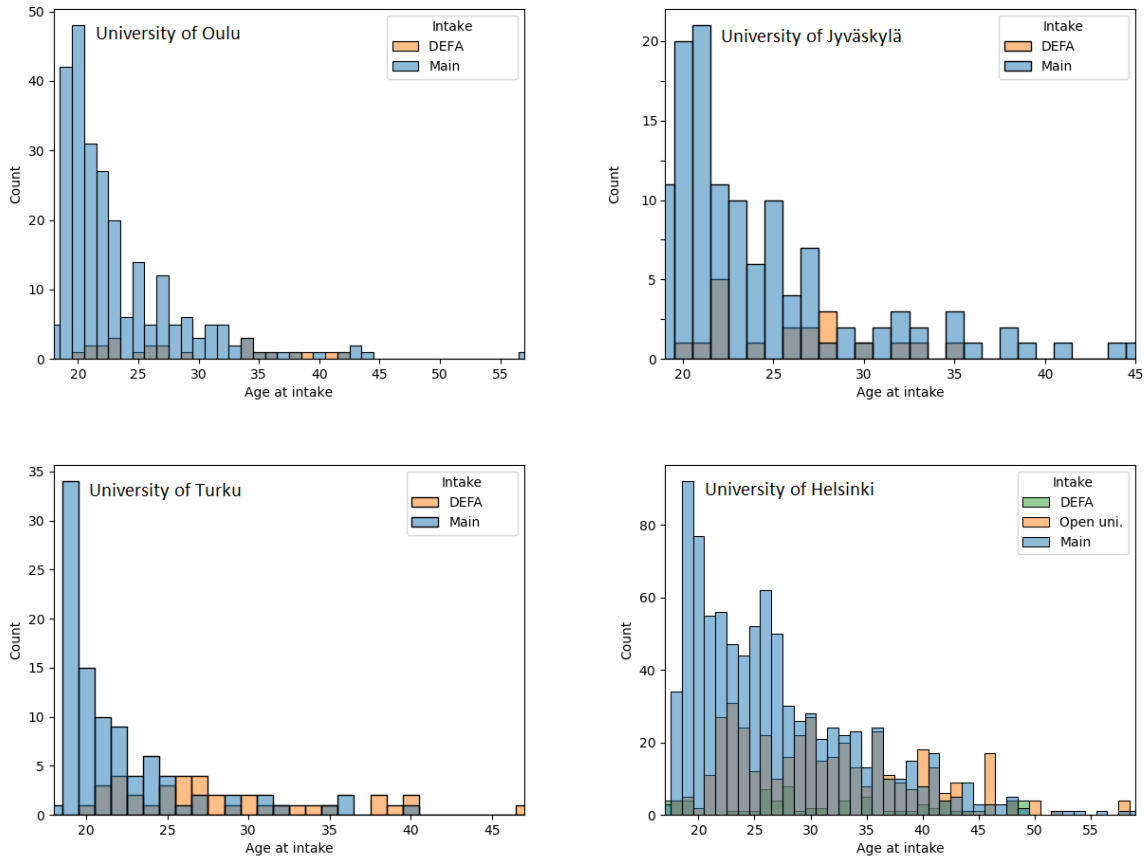 University of Oulu
Intake
DEFA
Main
50
40
30
20
10
0
Count
20 25 30 35 40 45 50 55
Age at intake
University of Jyväskylä
Intake
DEFA
Main
20
15
10
5
0
Count
20 25 30 35 40 45
Age at intake
University of Turku
Intake
DEFA
Main
35
30
25
20
15
10
5
0
Count
20 25 30 35 40 45
Age at intake
University of Helsinki
Intake
DEFA
Open uni.
Main
80
60
40
20
0
Count
20 25 30 35 40 45 50 55
Age at intake